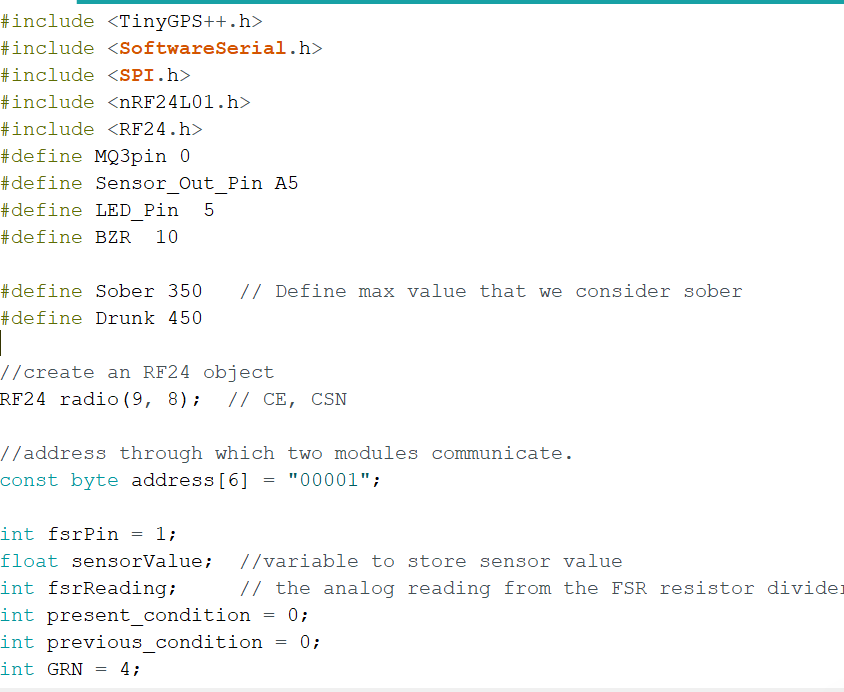 #include <TinyGPS++.h>
#include <SoftwareSerial.h>
#include <SPI.h>
#include <nRF24L01.h>
#include <RF24.h>
#define MQ3pin 0
#define Sensor_Out_Pin A5
#define LED_Pin  5
#define BZR  10
#define Sober 350   // Define max value that we consider sober
#define Drunk 450
//create an RF24 object
RF24 radio(9, 8);  // CE, CSN
//address through which two modules communicate.
const byte address[6] = "00001";
int fsrPin = 1;
float sensorValue;  //variable to store sensor value
int fsrReading;     // the analog reading from the FSR resistor divider
int present_condition = 0;
int previous_condition = 0;
int GRN = 4;